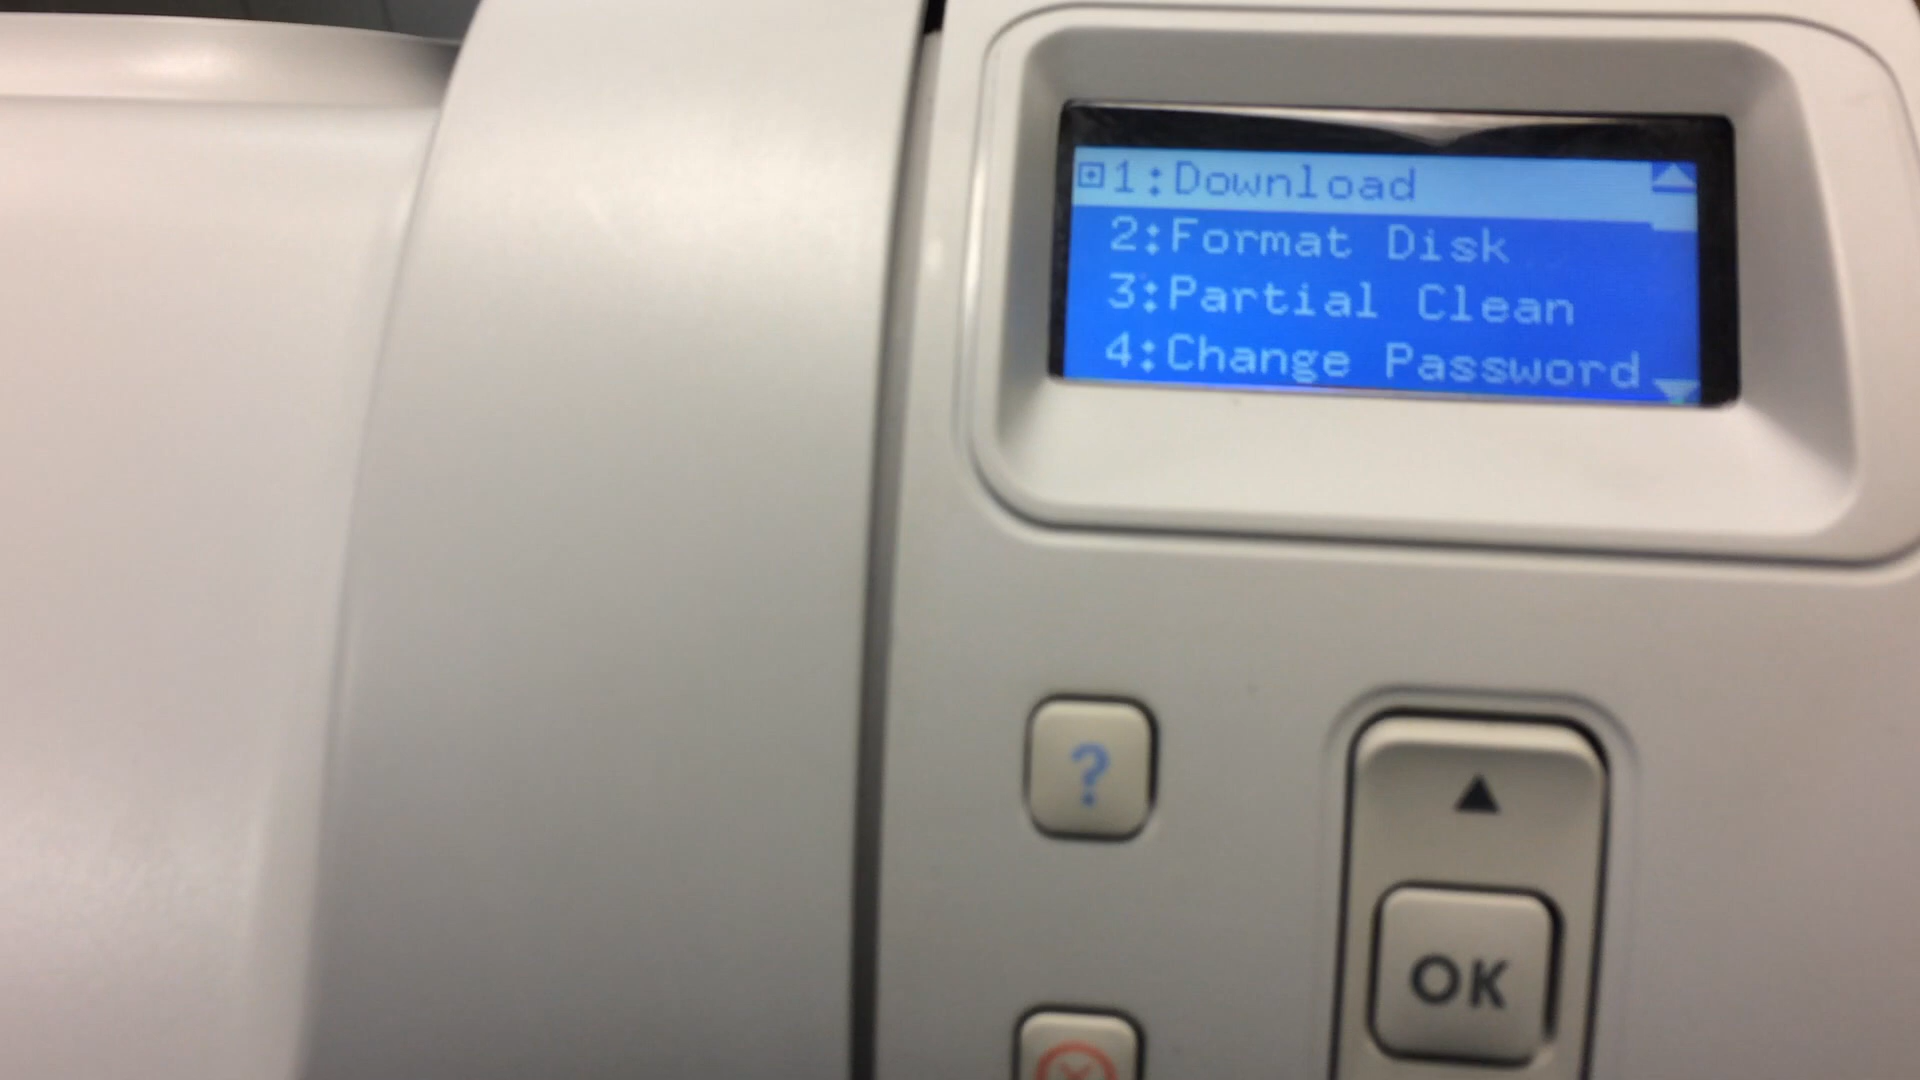 1:Download
2:Format Disk
3:Partial Clean
4:Change Password
?
OK